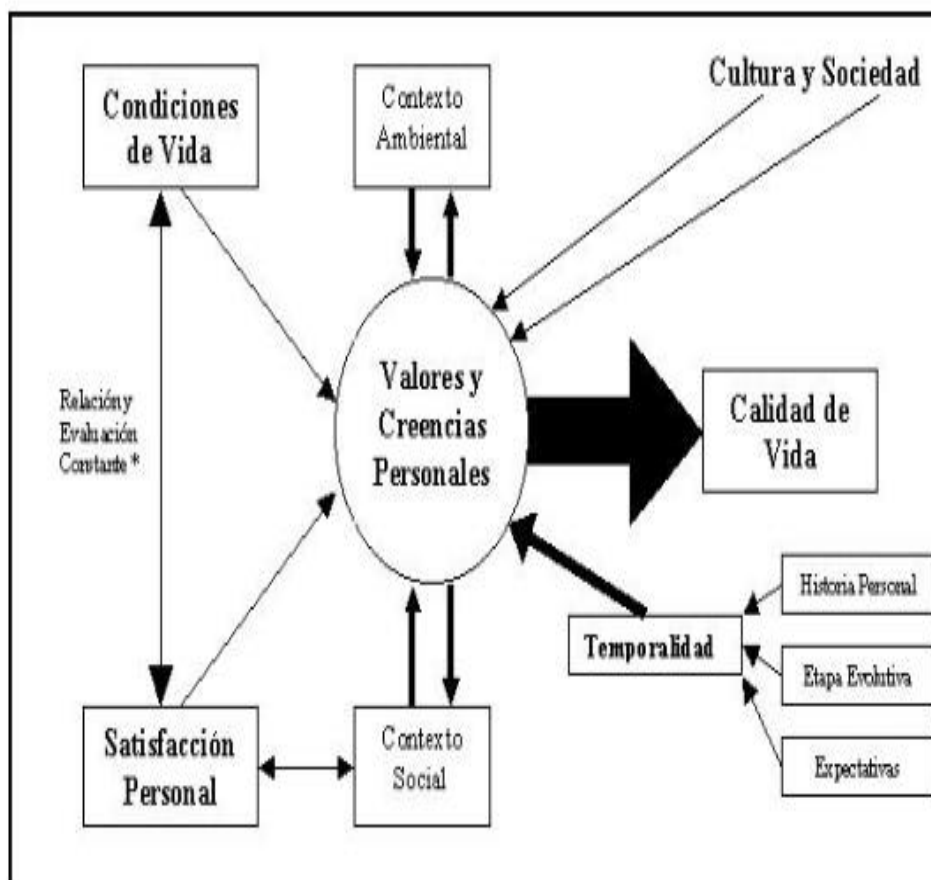 Condiciones
de Vida
Contexto
Ambiental
Cultura y Sociedad
Relación y
Evaluación
Constante *
Valores y
Creencias
Personales
Calidad de
Vida
Historia Personal
Temporalidad
Etapa Evolutiva
Expectativas
Satisfacción
Personal
Contexto
Social